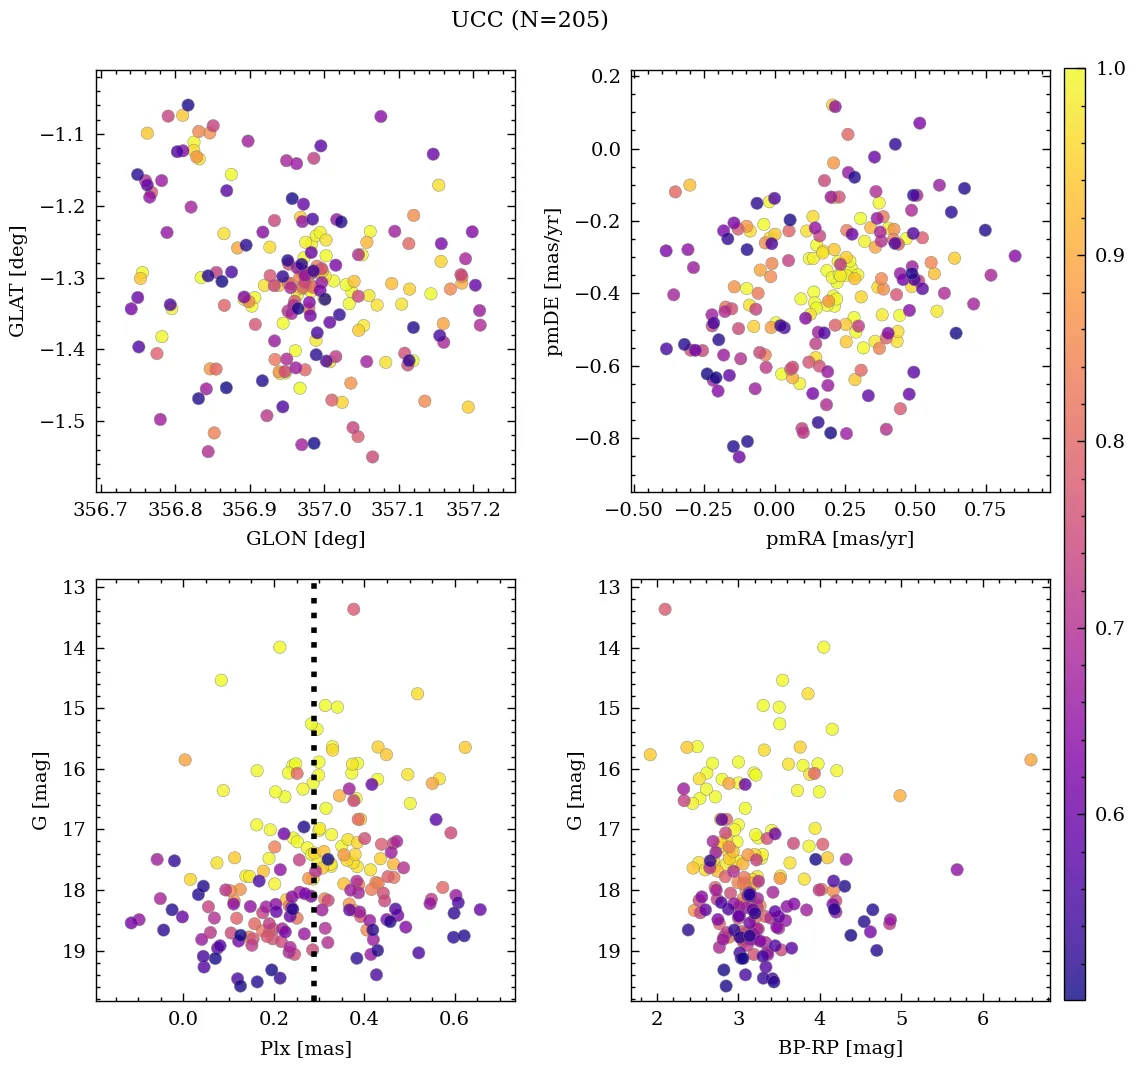 UCC (N=205)
−1.1
−1.2
−1.3
−1.4
−1.5
GLAT [deg]
356.7 356.8 356.9 357.0 357.1 357.2
GLON [deg]
0.2
0.0
−0.2
−0.4
−0.6
−0.8
pmDE [mas/yr]
−0.50 −0.25 0.00 0.25 0.50 0.75
pmRA [mas/yr]
13
14
15
16
17
18
19
G [mag]
0.0 0.2 0.4 0.6
Plx [mas]
13
14
15
16
17
18
19
G [mag]
2 3 4 5 6
BP-RP [mag]
1.0
0.9
0.8
0.7
0.6